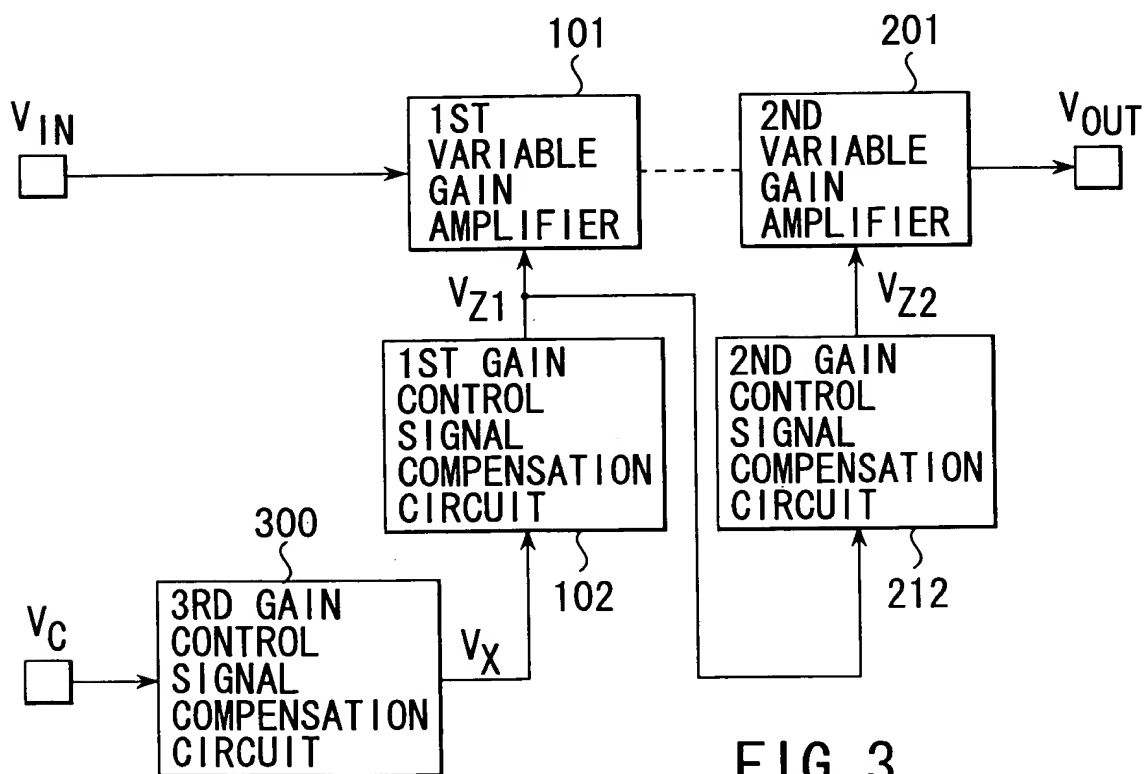 101
201
V_IN
1ST
VARIABLE
GAIN
AMPLIFIER
2ND
VARIABLE
GAIN
AMPLIFIER
V_OUT
V_Z1
V_Z2
1ST GAIN
CONTROL
SIGNAL
COMPENSATION
CIRCUIT
2ND GAIN
CONTROL
SIGNAL
COMPENSATION
CIRCUIT
300
102
212
V_C
3RD GAIN
CONTROL
SIGNAL
COMPENSATION
CIRCUIT
V_X
FIG. 3